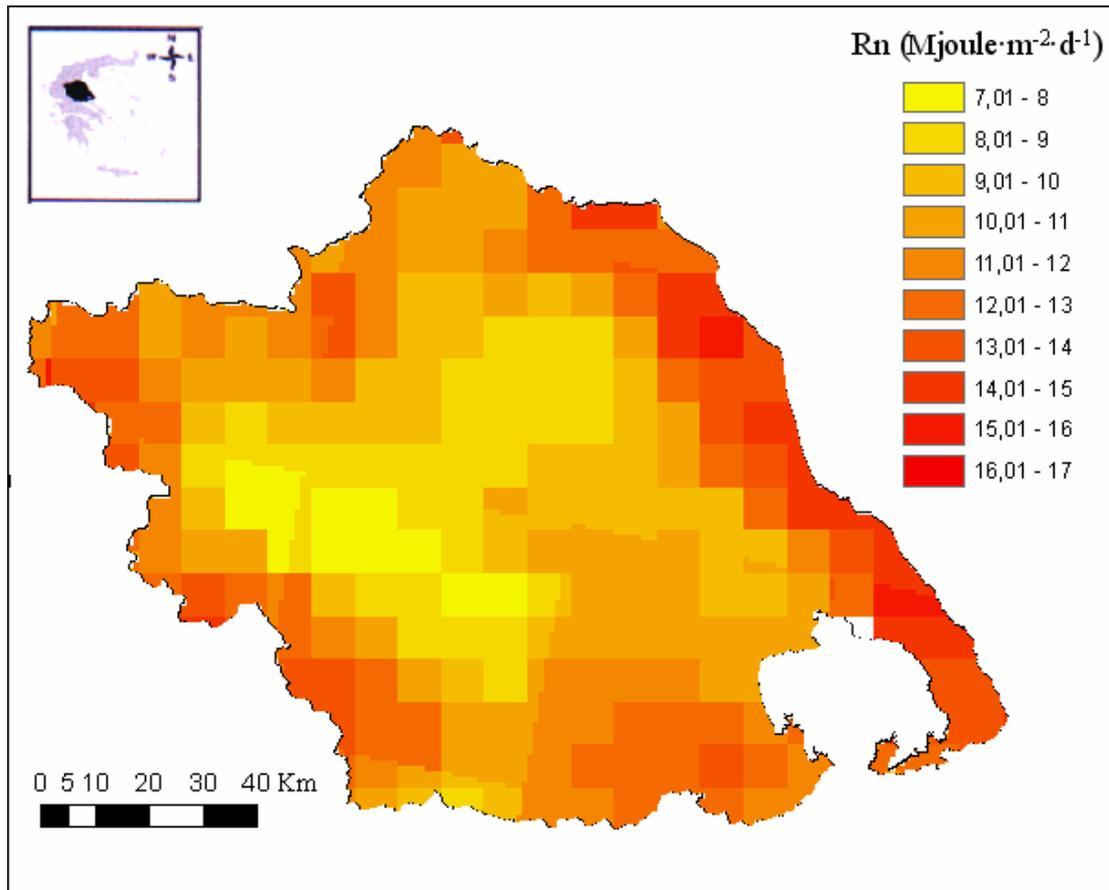 N
W E
S
Rn (Mjoule·m⁻²·d⁻¹)
7,01 - 8
8,01 - 9
9,01 - 10
10,01 - 11
11,01 - 12
12,01 - 13
13,01 - 14
14,01 - 15
15,01 - 16
16,01 - 17
0 5 10 20 30 40 Km